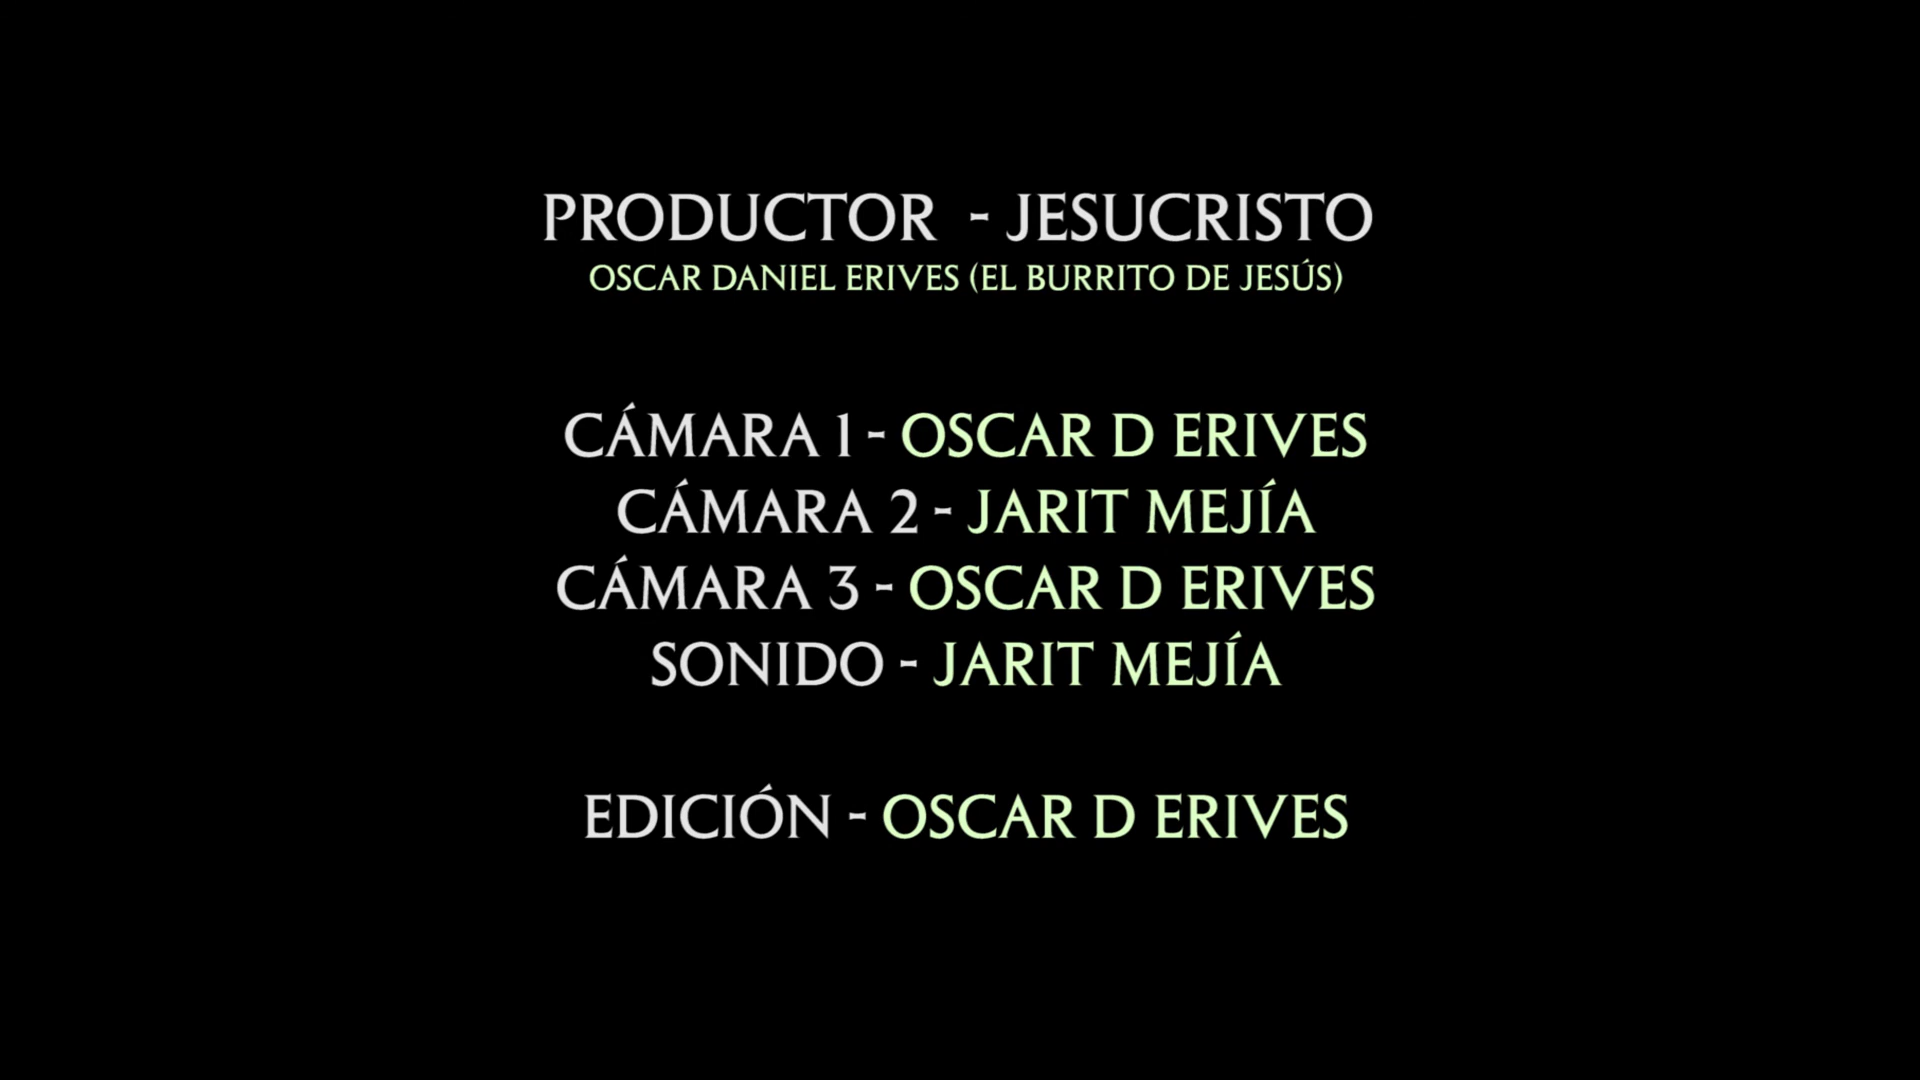 PRODUCTOR - JESUCRISTO
OSCAR DANIEL ERIVES (EL BURRITO DE JESÚS)
CÁMARA 1 - OSCAR D ERIVES
CÁMARA 2 - JARIT MEJÍA
CÁMARA 3 - OSCAR D ERIVES
SONIDO - JARIT MEJÍA
EDICIÓN - OSCAR D ERIVES